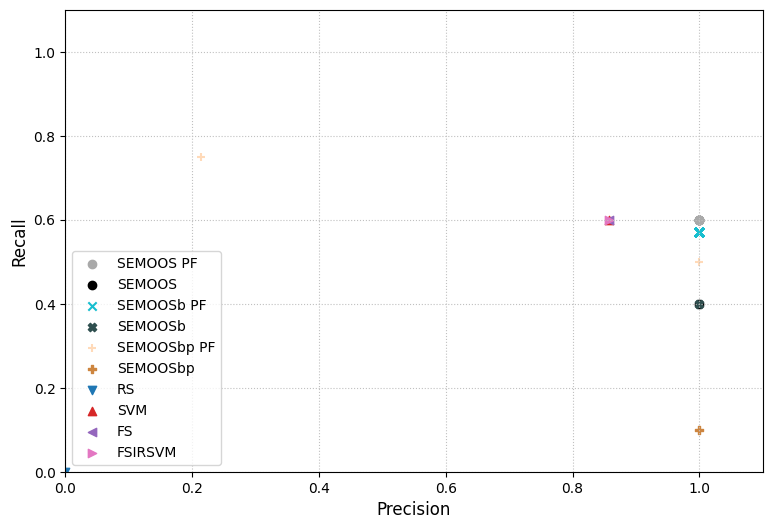 1.0
0.8
0.6
0.4
0.2
0.0
Recall
SEMOOS PF
SEMOOS
SEMOOSb PF
SEMOOSb
SEMOOSbp PF
SEMOOSbp
RS
SVM
FS
FSIRSVM
0.0 0.2 0.4 0.6 0.8 1.0
Precision